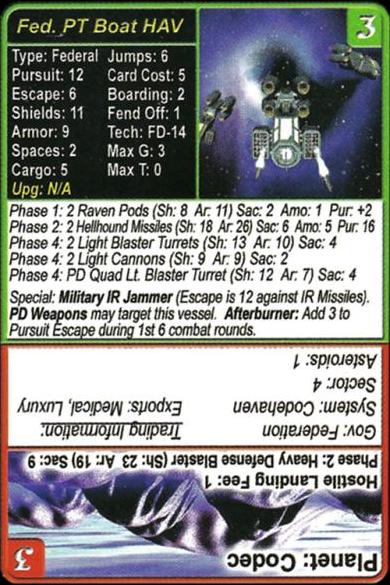 Fed. PT Boat HAV
3
Type: Federal Jumps: 6
Pursuit: 12 Card Cost: 5
Escape: 6 Boarding: 2
Shields: 11 Fend Off: 1
Armor: 9 Tech: FD-14
Spaces: 2 Max G: 3
Cargo: 5 Max T: 0
Upg: N/A
Phase 1: 2 Raven Pods (Sh: 8 Ar: 11) Sac: 2 Amo: 1 Pur: +2
Phase 2: 2 Hellhound Missiles (Sh: 18 Ar: 26) Sac: 6 Amo: 5 Pur: 16
Phase 4: 2 Light Blaster Turrets (Sh: 13 Ar: 10) Sac: 4
Phase 4: 2 Light Cannons (Sh: 9 Ar: 9) Sac: 2
Phase 4: PD Quad Lt. Blaster Turret (Sh: 12 Ar: 7) Sac: 4
Special: Military IR Jammer (Escape is 12 against IR Missiles).
PD Weapons may target this vessel. Afterburner: Add 3 to
Pursuit Escape during 1st 6 combat rounds.
Planet: Codec
3
Hostile Landing Fee: 1
Phase 2: Heavy Defense Blaster (Sh: 23 Ar: 19) Sac: 9
Gov: Federation Trading Information:
System: Codehaven Exports: Medical, Luxury
Sector: 4
Asteroids: 1